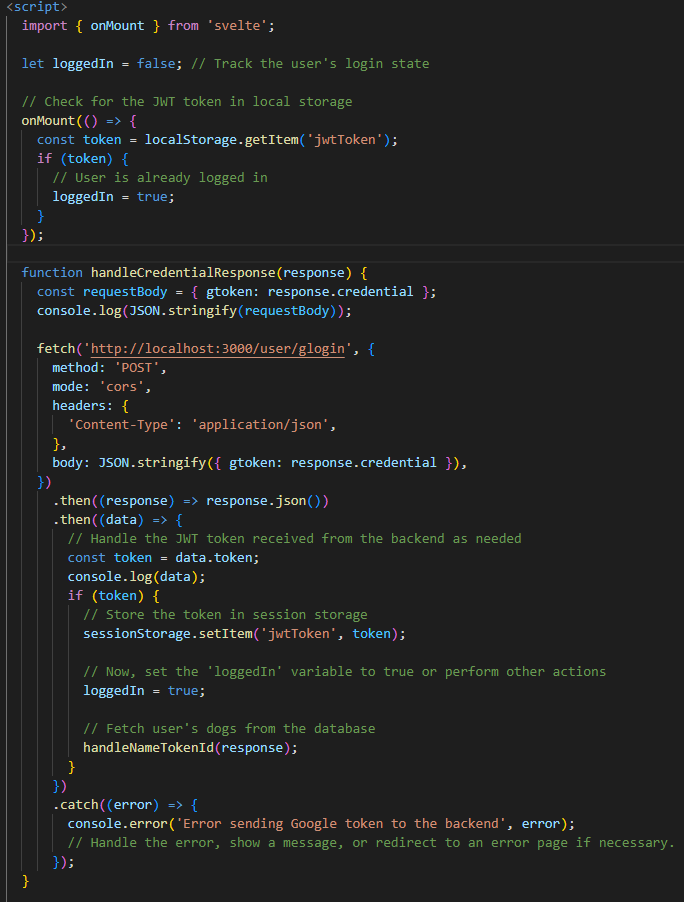 <script>
import { onMount } from 'svelte';
let loggedIn = false; // Track the user's login state
// Check for the JWT token in local storage
onMount(() => {
const token = localStorage.getItem('jwtToken');
if (token) {
// User is already logged in
loggedIn = true;
}
});
function handleCredentialResponse(response) {
const requestBody = { gtoken: response.credential };
console.log(JSON.stringify(requestBody));
fetch('http://localhost:3000/user/glogin', {
method: 'POST',
mode: 'cors',
headers: {
'Content-Type': 'application/json',
},
body: JSON.stringify({ gtoken: response.credential }),
})
.then((response) => response.json())
.then((data) => {
// Handle the JWT token received from the backend as needed
const token = data.token;
console.log(data);
if (token) {
// Store the token in session storage
sessionStorage.setItem('jwtToken', token);
// Now, set the 'loggedIn' variable to true or perform other actions
loggedIn = true;
// Fetch user's dogs from the database
handleNameTokenId(response);
}
})
.catch((error) => {
console.error('Error sending Google token to the backend', error);
// Handle the error, show a message, or redirect to an error page if necessary.
});
}